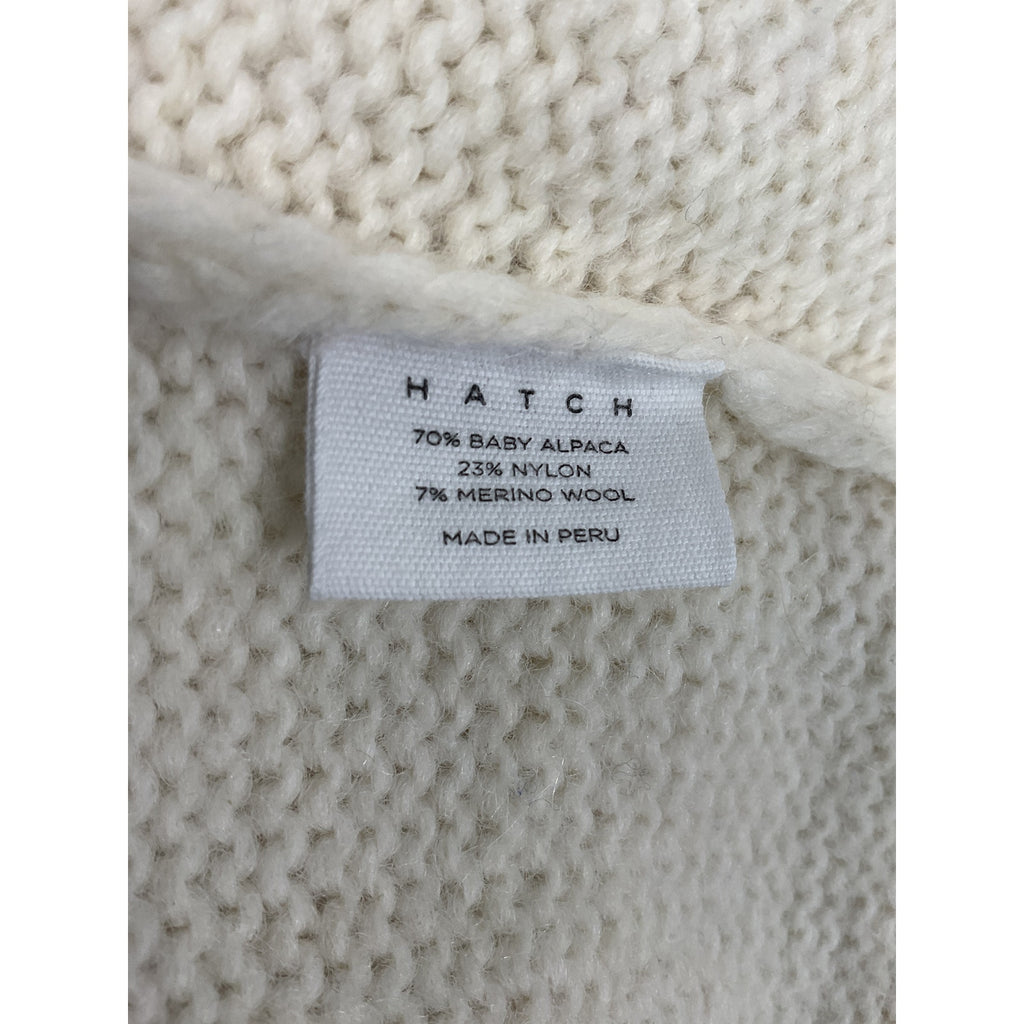 HATCH
70% BABY ALPACA
23% NYLON
7% MERINO WOOL
MADE IN PERU